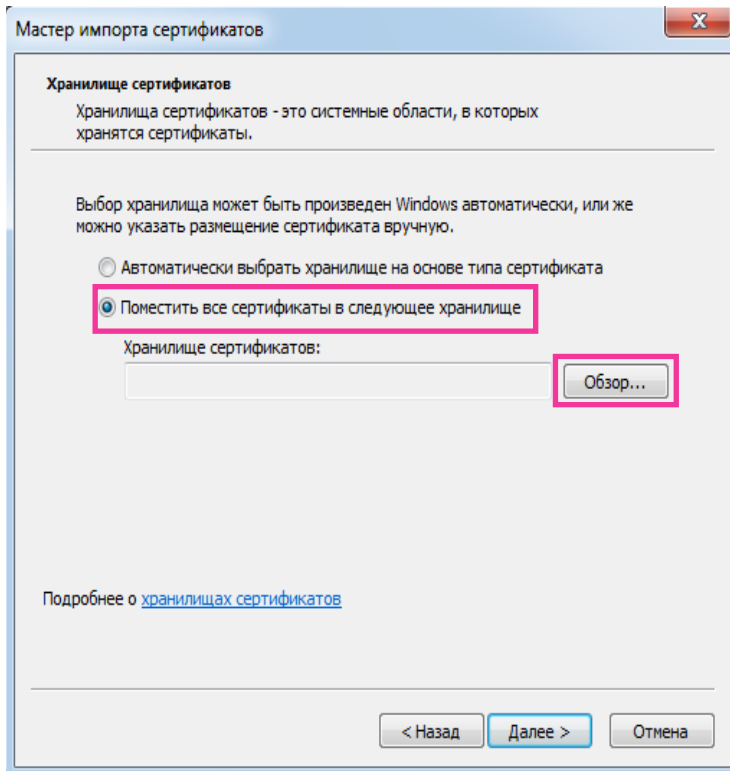 Мастер импорта сертификатов
Хранилище сертификатов
Хранилища сертификатов - это системные области, в которых
хранятся сертификаты.
Выбор хранилища может быть произведен Windows автоматически, или же
можно указать размещение сертификата вручную.
Автоматически выбрать хранилище на основе типа сертификата
Поместить все сертификаты в следующее хранилище
Хранилище сертификатов:
Обзор...
Подробнее о хранилищах сертификатов
< Назад Далее > Отмена